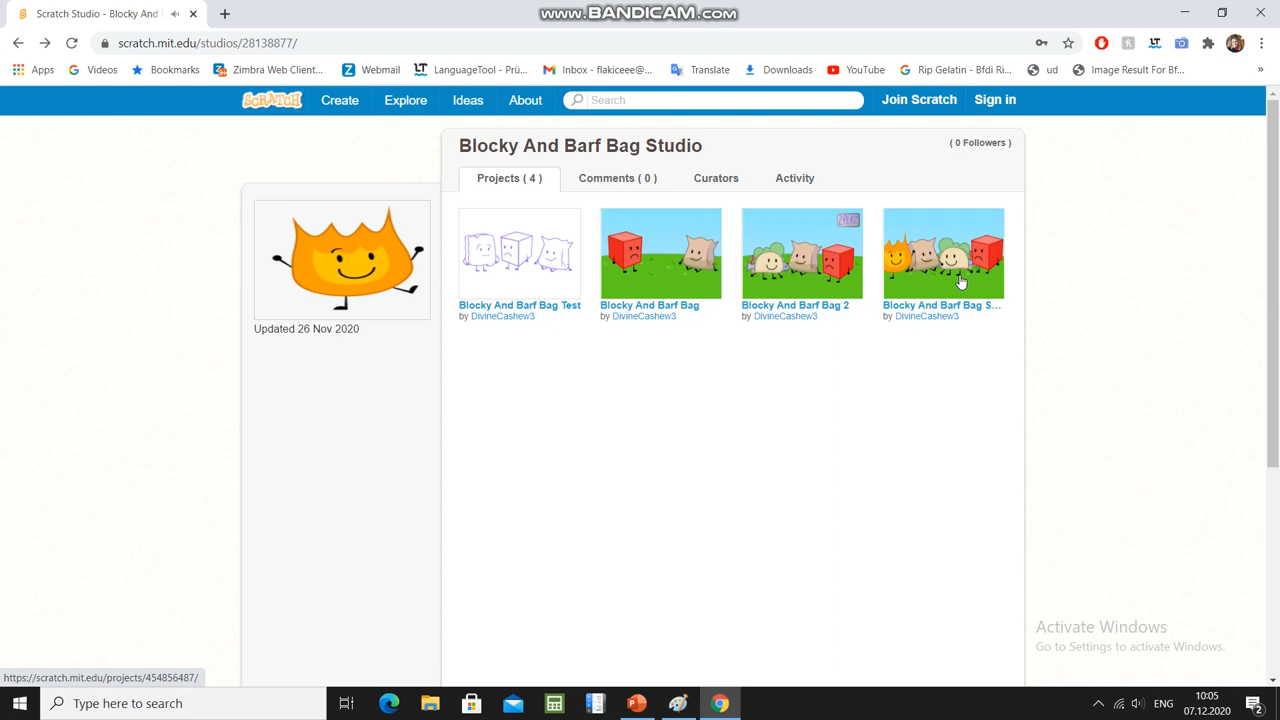 Scratch Studio - Blocky And
www.BANDICAM.com
scratch.mit.edu/studios/28138877/
Apps
Videos
Bookmarks
Zimbra Web Client...
Webmail
LanguageTool - Prü...
Inbox - flakiceee@...
Translate
Downloads
YouTube
Rip Gelatin - Bfdi Ri...
ud
Image Result For Bf...
»
SCRATCH
Create
Explore
Ideas
About
Search
Join Scratch
Sign in
Blocky And Barf Bag Studio
( 0 Followers )
Projects ( 4 )
Comments ( 0 )
Curators
Activity
Updated 26 Nov 2020
Blocky And Barf Bag Test
by DivineCashew3
Blocky And Barf Bag
by DivineCashew3
Blocky And Barf Bag 2
by DivineCashew3
Blocky And Barf Bag S...
by DivineCashew3
Activate Windows
Go to Settings to activate Windows.
https://scratch.mit.edu/projects/454856487/
Type here to search
ENG
10:05
07.12.2020
2